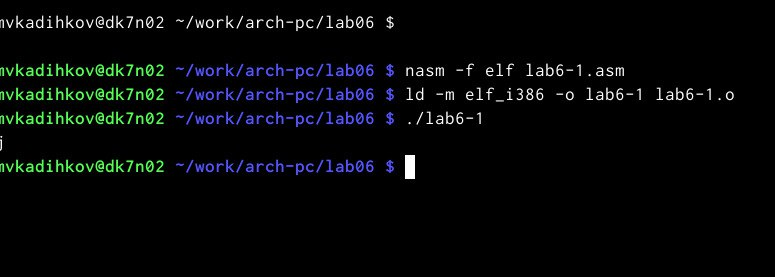 mvkadihkov@dk7n02 ~/work/arch-pc/lab06 $
mvkadihkov@dk7n02 ~/work/arch-pc/lab06 $ nasm -f elf lab6-1.asm
mvkadihkov@dk7n02 ~/work/arch-pc/lab06 $ ld -m elf_i386 -o lab6-1 lab6-1.o
mvkadihkov@dk7n02 ~/work/arch-pc/lab06 $ ./lab6-1
j
mvkadihkov@dk7n02 ~/work/arch-pc/lab06 $